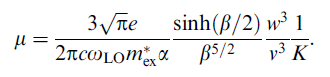 μ = \frac{3\sqrt{\pi}e}{2\pi c\omega_{LO} m^{*}_{ex} \alpha} \frac{\sinh(\beta/2)}{\beta^{5/2}} \frac{w^3}{v^3} \frac{1}{K}.